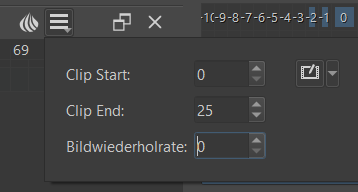 -10-9-8-7-6-5-4-3-2-1 0
69
Clip Start: 0
Clip End: 25
Bildwiederholrate: 0